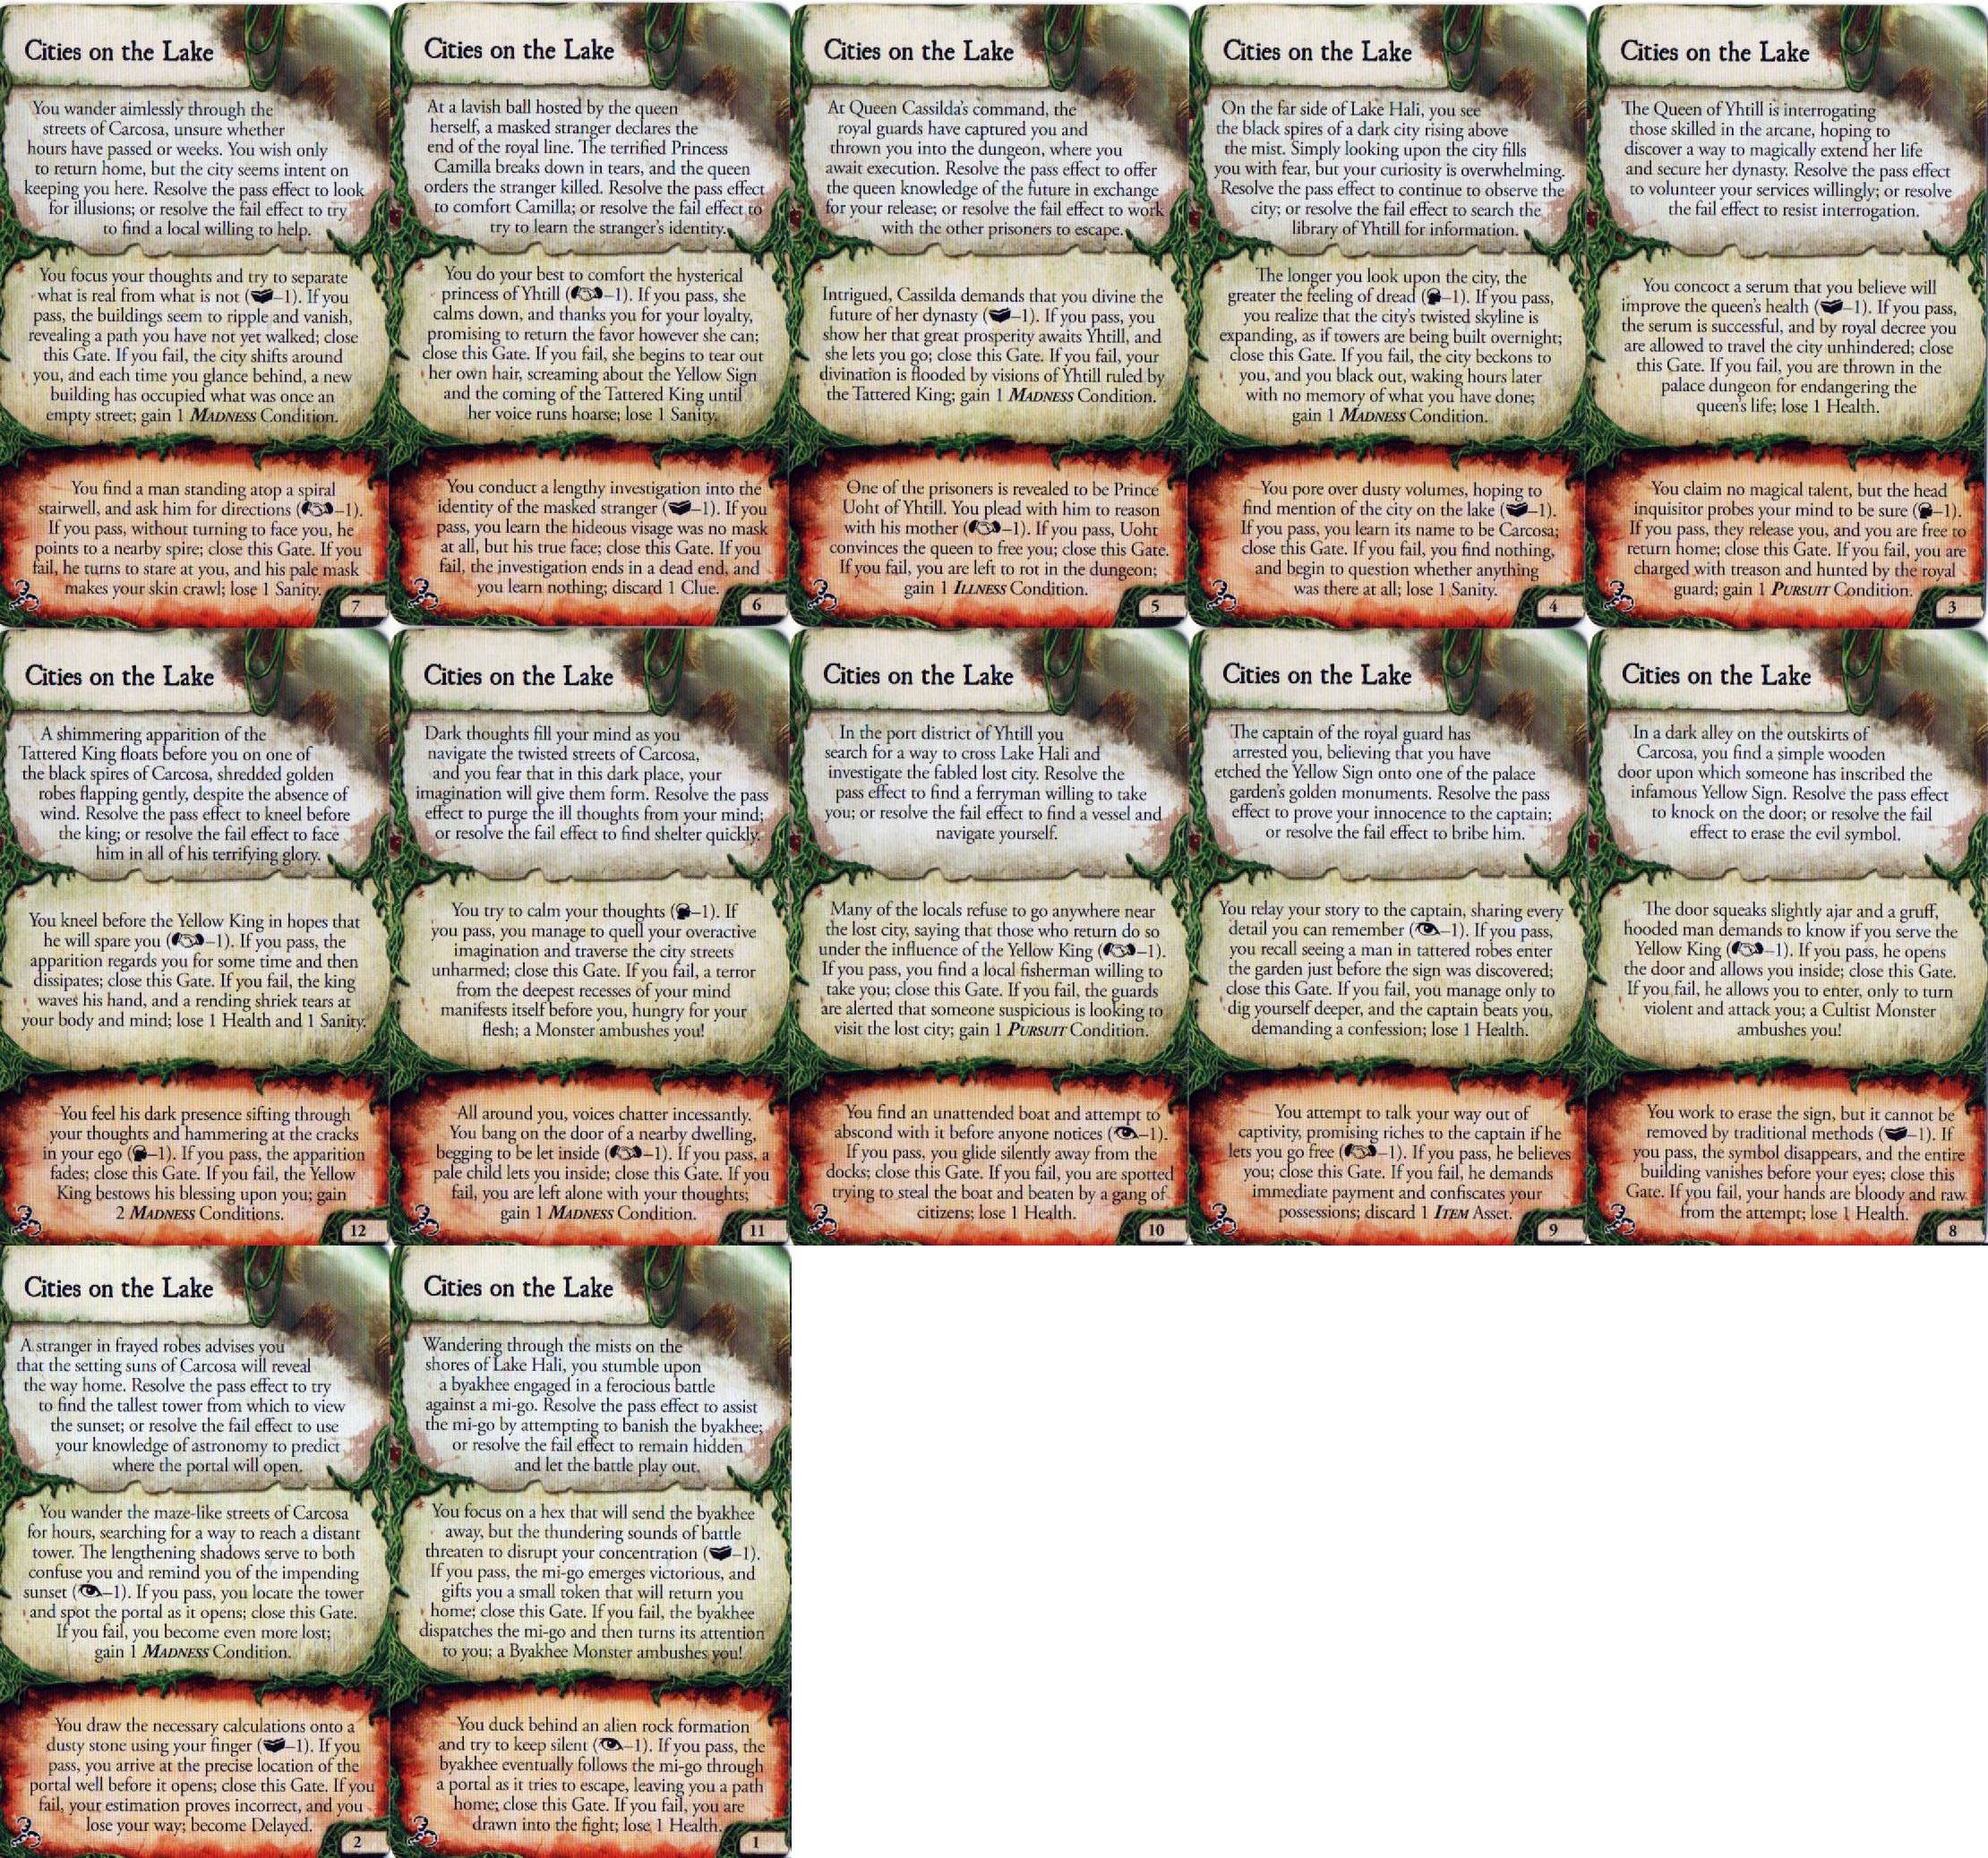 Cities on the Lake
You wander aimlessly through the
streets of Carcosa, unsure whether
hours have passed or weeks. You wish only
to return home, but the city seems intent on
keeping you here. Resolve the pass effect to look
for illusions; or resolve the fail effect to try
to find a local willing to help.
You focus your thoughts and try to separate
what is real from what is not (–1). If you
pass, the buildings seem to ripple and vanish,
revealing a path you have not yet walked; close
this Gate. If you fail, the city shifts around
you, and each time you glance behind, a new
building has occupied what was once an
empty street; gain 1 MADNESS Condition.
You find a man standing atop a spiral
stairwell, and ask him for directions (–1).
If you pass, without turning to face you, he
points to a nearby spire; close this Gate. If you
fail, he turns to stare at you, and his pale mask
makes your skin crawl; lose 1 Sanity.
7
Cities on the Lake
At a lavish ball hosted by the queen
herself, a masked stranger declares the
end of the royal line. The terrified Princess
Camilla breaks down in tears, and the queen
orders the stranger killed. Resolve the pass effect
to comfort Camilla; or resolve the fail effect to
try to learn the stranger's identity.
You do your best to comfort the hysterical
princess of Yhtill (–1). If you pass, she
calms down, and thanks you for your loyalty,
promising to return the favor however she can;
close this Gate. If you fail, she begins to tear out
her own hair, screaming about the Yellow Sign
and the coming of the Tattered King until
her voice runs hoarse; lose 1 Sanity.
You conduct a lengthy investigation into the
identity of the masked stranger (–1). If you
pass, you learn the hideous visage was no mask
at all, but his true face; close this Gate. If you
fail, the investigation ends in a dead end, and
you learn nothing; discard 1 Clue.
6
Cities on the Lake
At Queen Cassilda's command, the
royal guards have captured you and
thrown you into the dungeon, where you
await execution. Resolve the pass effect to offer
the queen knowledge of the future in exchange
for your release; or resolve the fail effect to work
with the other prisoners to escape.
Intrigued, Cassilda demands that you divine the
future of her dynasty (–1). If you pass, you
show her that great prosperity awaits Yhtill, and
she lets you go; close this Gate. If you fail, your
divination is flooded by visions of Yhtill ruled by
the Tattered King; gain 1 MADNESS Condition.
One of the prisoners is revealed to be Prince
Uoht of Yhtill. You plead with him to reason
with his mother (–1). If you pass, Uoht
convinces the queen to free you; close this Gate.
If you fail, you are left to rot in the dungeon;
gain 1 ILLNESS Condition.
5
Cities on the Lake
On the far side of Lake Hali, you see
the black spires of a dark city rising above
the mist. Simply looking upon the city fills
you with fear, but your curiosity is overwhelming.
Resolve the pass effect to continue to observe the
city; or resolve the fail effect to search the
library of Yhtill for information.
The longer you look upon the city, the
greater the feeling of dread (–1). If you pass,
you realize that the city's twisted skyline is
expanding, as if towers are being built overnight;
close this Gate. If you fail, the city beckons to
you, and you black out, waking hours later
with no memory of what you have done;
gain 1 MADNESS Condition.
You pore over dusty volumes, hoping to
find mention of the city on the lake (–1).
If you pass, you learn its name to be Carcosa;
close this Gate. If you fail, you find nothing,
and begin to question whether anything
was there at all; lose 1 Sanity.
4
Cities on the Lake
The Queen of Yhtill is interrogating
those skilled in the arcane, hoping to
discover a way to magically extend her life
and secure her dynasty. Resolve the pass effect
to volunteer your services willingly; or resolve
the fail effect to resist interrogation.
You concoct a serum that you believe will
improve the queen's health (–1). If you pass,
the serum is successful, and by royal decree you
are allowed to travel the city unhindered; close
this Gate. If you fail, you are thrown in the
palace dungeon for endangering the
queen's life; lose 1 Health.
You claim no magical talent, but the head
inquisitor probes your mind to be sure (–1).
If you pass, they release you, and you are free to
return home; close this Gate. If you fail, you are
charged with treason and hunted by the royal
guard; gain 1 PURSUIT Condition.
3
Cities on the Lake
A shimmering apparition of the
Tattered King floats before you on one of
the black spires of Carcosa, shredded golden
robes flapping gently, despite the absence of
wind. Resolve the pass effect to kneel before
the king; or resolve the fail effect to face
him in all of his terrifying glory.
You kneel before the Yellow King in hopes that
he will spare you (–1). If you pass, the
apparition regards you for some time and then
dissipates; close this Gate. If you fail, the king
waves his hand, and a rending shriek tears at
your body and mind; lose 1 Health and 1 Sanity.
You feel his dark presence sifting through
your thoughts and hammering at the cracks
in your ego (–1). If you pass, the apparition
fades; close this Gate. If you fail, the Yellow
King bestows his blessing upon you; gain
2 MADNESS Conditions.
12
Cities on the Lake
Dark thoughts fill your mind as you
navigate the twisted streets of Carcosa,
and you fear that in this dark place, your
imagination will give them form. Resolve the pass
effect to purge the ill thoughts from your mind;
or resolve the fail effect to find shelter quickly.
You try to calm your thoughts (–1). If
you pass, you manage to quell your overactive
imagination and traverse the city streets
unharmed; close this Gate. If you fail, a terror
from the deepest recesses of your mind
manifests itself before you, hungry for your
flesh; a Monster ambushes you!
All around you, voices chatter incessantly.
You bang on the door of a nearby dwelling,
begging to be let inside (–1). If you pass, a
pale child lets you inside; close this Gate. If you
fail, you are left alone with your thoughts;
gain 1 MADNESS Condition.
11
Cities on the Lake
In the port district of Yhtill you
search for a way to cross Lake Hali and
investigate the fabled lost city. Resolve the
pass effect to find a ferryman willing to take
you; or resolve the fail effect to find a vessel and
navigate yourself.
Many of the locals refuse to go anywhere near
the lost city, saying that those who return do so
under the influence of the Yellow King (–1).
If you pass, you find a local fisherman willing to
take you; close this Gate. If you fail, the guards
are alerted that someone suspicious is looking to
visit the lost city; gain 1 PURSUIT Condition.
You find an unattended boat and attempt to
abscond with it before anyone notices (–1).
If you pass, you glide silently away from the
docks; close this Gate. If you fail, you are spotted
trying to steal the boat and beaten by a gang of
citizens; lose 1 Health.
10
Cities on the Lake
The captain of the royal guard has
arrested you, believing that you have
etched the Yellow Sign onto one of the palace
garden's golden monuments. Resolve the pass
effect to prove your innocence to the captain;
or resolve the fail effect to bribe him.
You relay your story to the captain, sharing every
detail you can remember (–1). If you pass,
you recall seeing a man in tattered robes enter
the garden just before the sign was discovered;
close this Gate. If you fail, you manage only to
dig yourself deeper, and the captain beats you,
demanding a confession; lose 1 Health.
You attempt to talk your way out of
captivity, promising riches to the captain if he
lets you go free (–1). If you pass, he believes
you; close this Gate. If you fail, he demands
immediate payment and confiscates your
possessions; discard 1 ITEM Asset.
9
Cities on the Lake
In a dark alley on the outskirts of
Carcosa, you find a simple wooden
door upon which someone has inscribed the
infamous Yellow Sign. Resolve the pass effect
to knock on the door; or resolve the fail
effect to erase the evil symbol.
The door squeaks slightly ajar and a gruff,
hooded man demands to know if you serve the
Yellow King (–1). If you pass, he opens
the door and allows you inside; close this Gate.
If you fail, he allows you to enter, only to turn
violent and attack you; a Cultist Monster
ambushes you!
You work to erase the sign, but it cannot be
removed by traditional methods (–1). If
you pass, the symbol disappears, and the entire
building vanishes before your eyes; close this
Gate. If you fail, your hands are bloody and raw
from the attempt; lose 1 Health.
8
Cities on the Lake
A stranger in frayed robes advises you
that the setting suns of Carcosa will reveal
the way home. Resolve the pass effect to try
to find the tallest tower from which to view
the sunset; or resolve the fail effect to use
your knowledge of astronomy to predict
where the portal will open.
You wander the maze-like streets of Carcosa
for hours, searching for a way to reach a distant
tower. The lengthening shadows serve to both
confuse you and remind you of the impending
sunset (–1). If you pass, you locate the tower
and spot the portal as it opens; close this Gate.
If you fail, you become even more lost;
gain 1 MADNESS Condition.
You draw the necessary calculations onto a
dusty stone using your finger (–1). If you
pass, you arrive at the precise location of the
portal well before it opens; close this Gate. If you
fail, your estimation proves incorrect, and you
lose your way; become Delayed.
2
Cities on the Lake
Wandering through the mists on the
shores of Lake Hali, you stumble upon
a byakhee engaged in a ferocious battle
against a mi-go. Resolve the pass effect to assist
the mi-go by attempting to banish the byakhee;
or resolve the fail effect to remain hidden
and let the battle play out.
You focus on a hex that will send the byakhee
away, but the thundering sounds of battle
threaten to disrupt your concentration (–1).
If you pass, the mi-go emerges victorious, and
gifts you a small token that will return you
home; close this Gate. If you fail, the byakhee
dispatches the mi-go and then turns its attention
to you; a Byakhee Monster ambushes you!
You duck behind an alien rock formation
and try to keep silent (–1). If you pass, the
byakhee eventually follows the mi-go through
a portal as it tries to escape, leaving you a path
home; close this Gate. If you fail, you are
drawn into the fight; lose 1 Health.
1